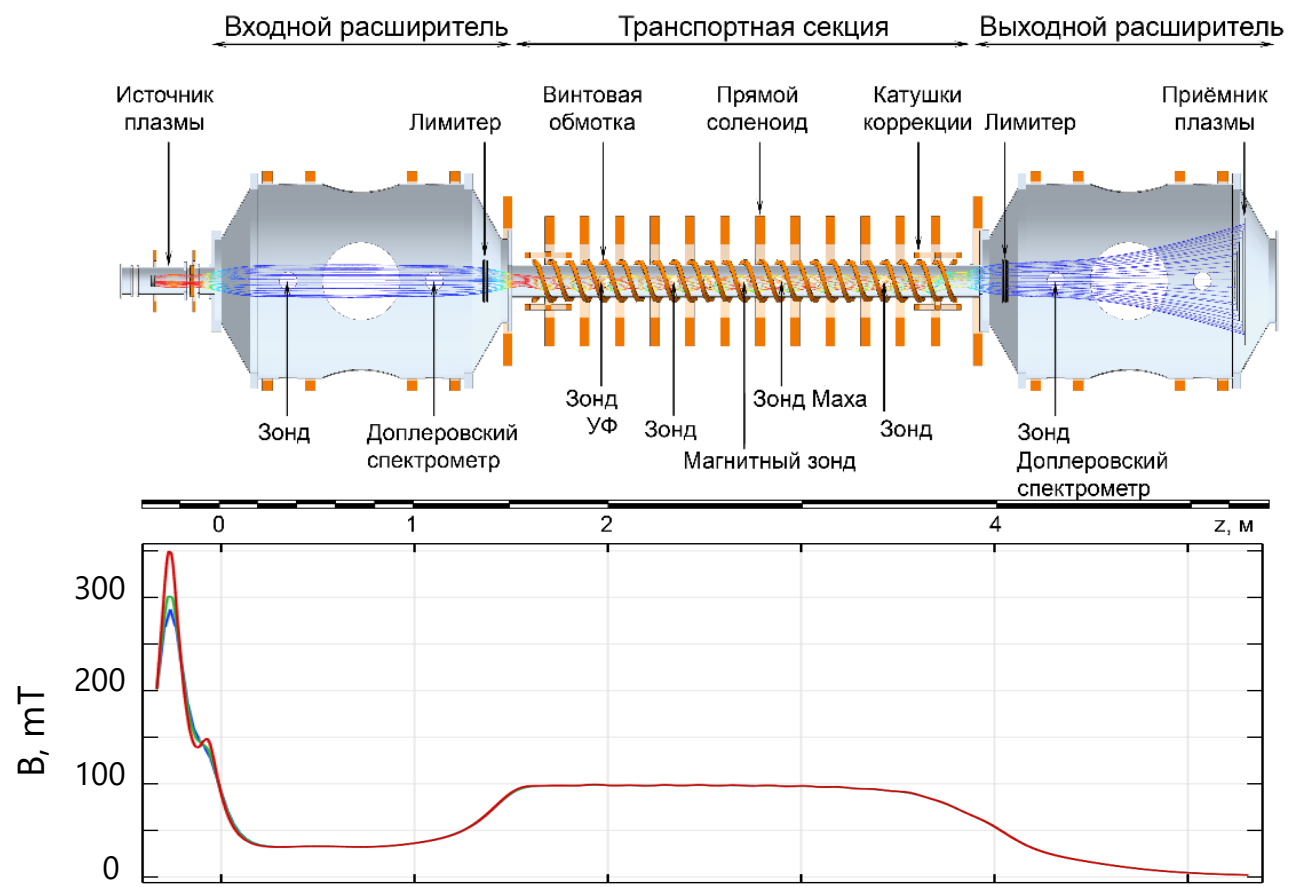 Входной расширитель
Транспортная секция
Выходной расширитель
Источник
плазмы
Лимитер
Винтовая
обмотка
Прямой
соленоид
Катушки
коррекции
Лимитер
Приёмник
плазмы
Зонд
Доплеровский
спектрометр
Зонд
УФ
Зонд
Магнитный зонд
Зонд Маха
Зонд
Зонд
Доплеровский
спектрометр
0 1 2 4 z, м
300
200
100
0
B, mT